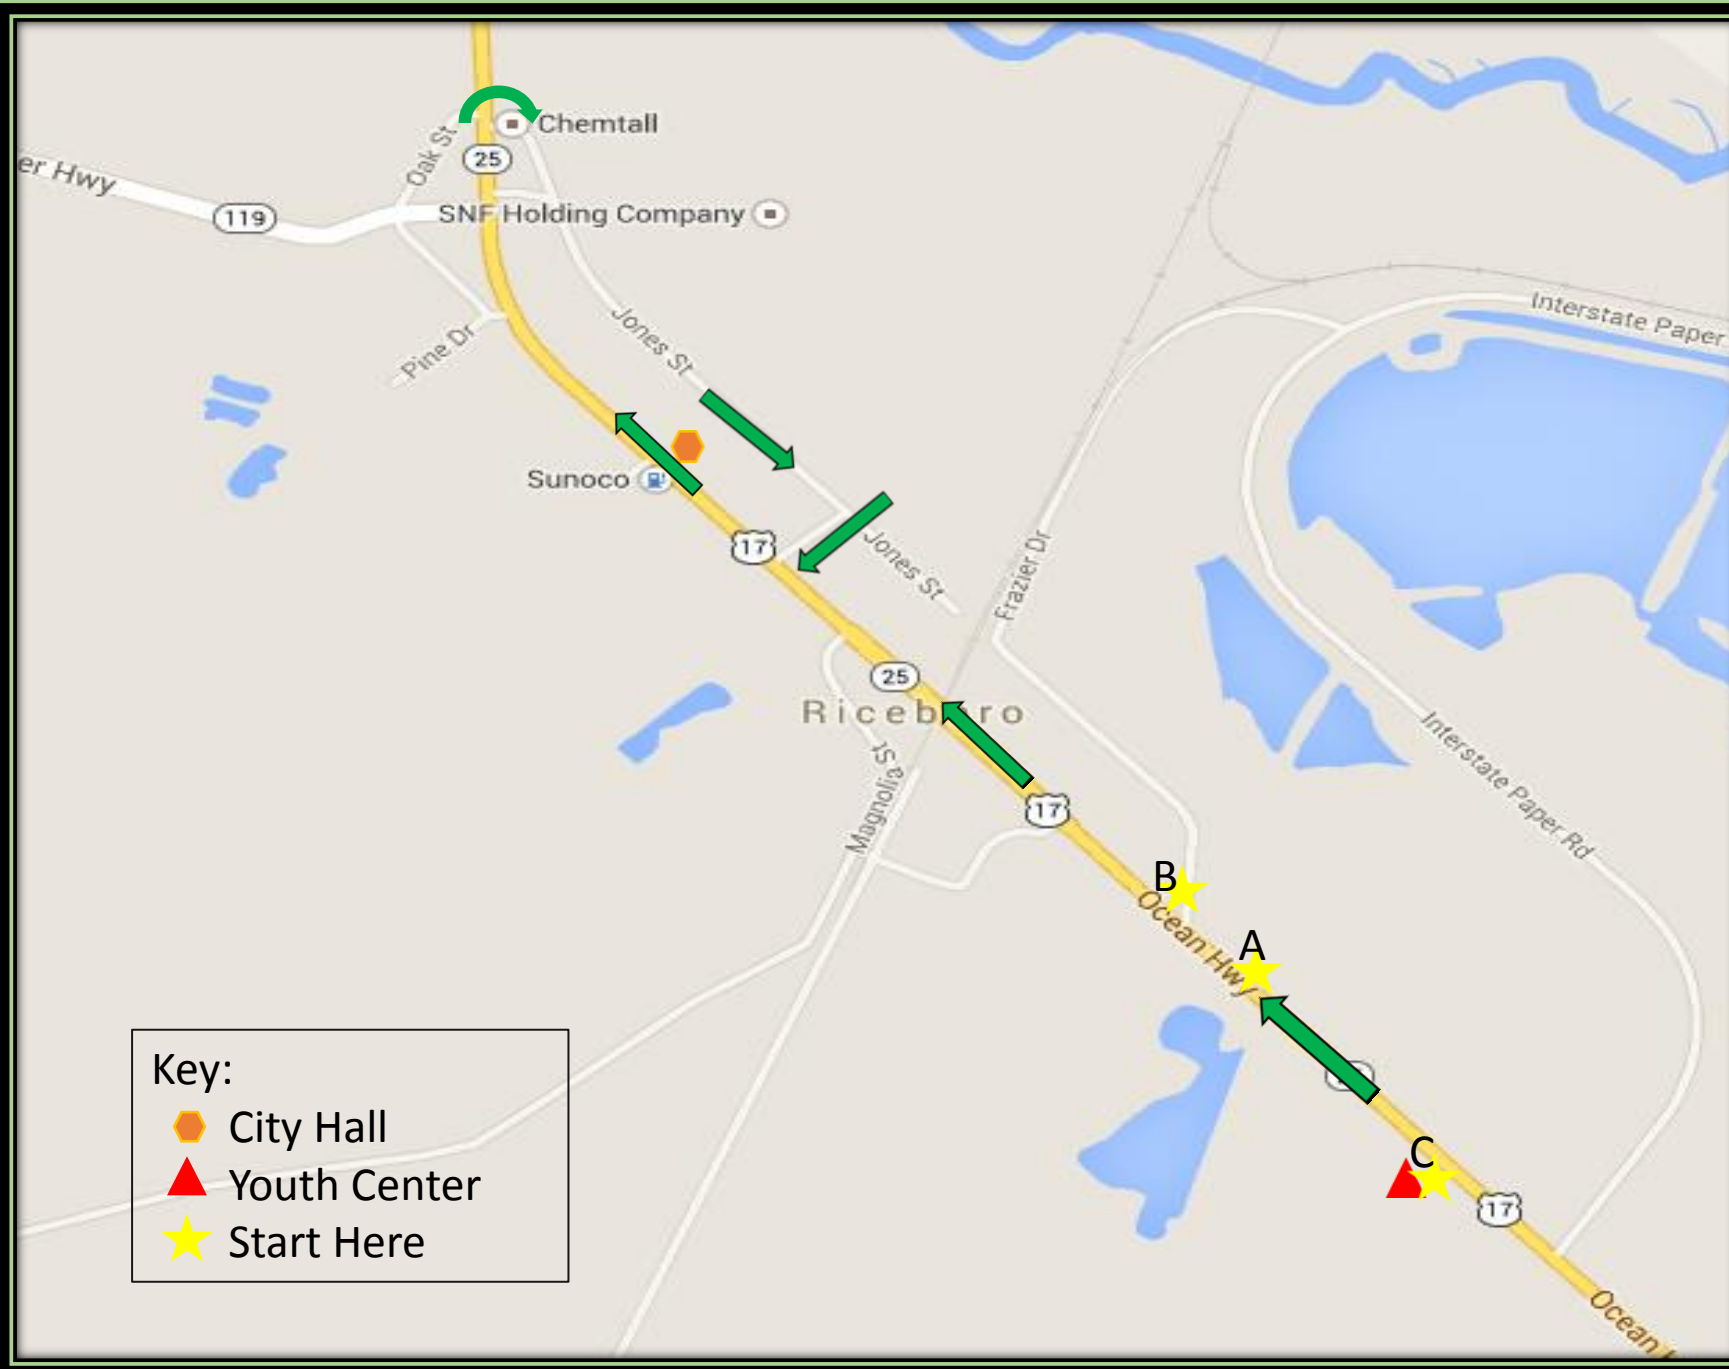 Chemtall
Oak St
25
er Hwy
119
SNF Holding Company
Interstate Paper
Jones St
Pine Dr
Sunoco
17
Jones St
Frazier Dr
25
Riceb ro
Magnolia St
17
Interstate Paper Rd
B
Ocean Hwy
A
C
17
Ocean
Key:
City Hall
Youth Center
Start Here